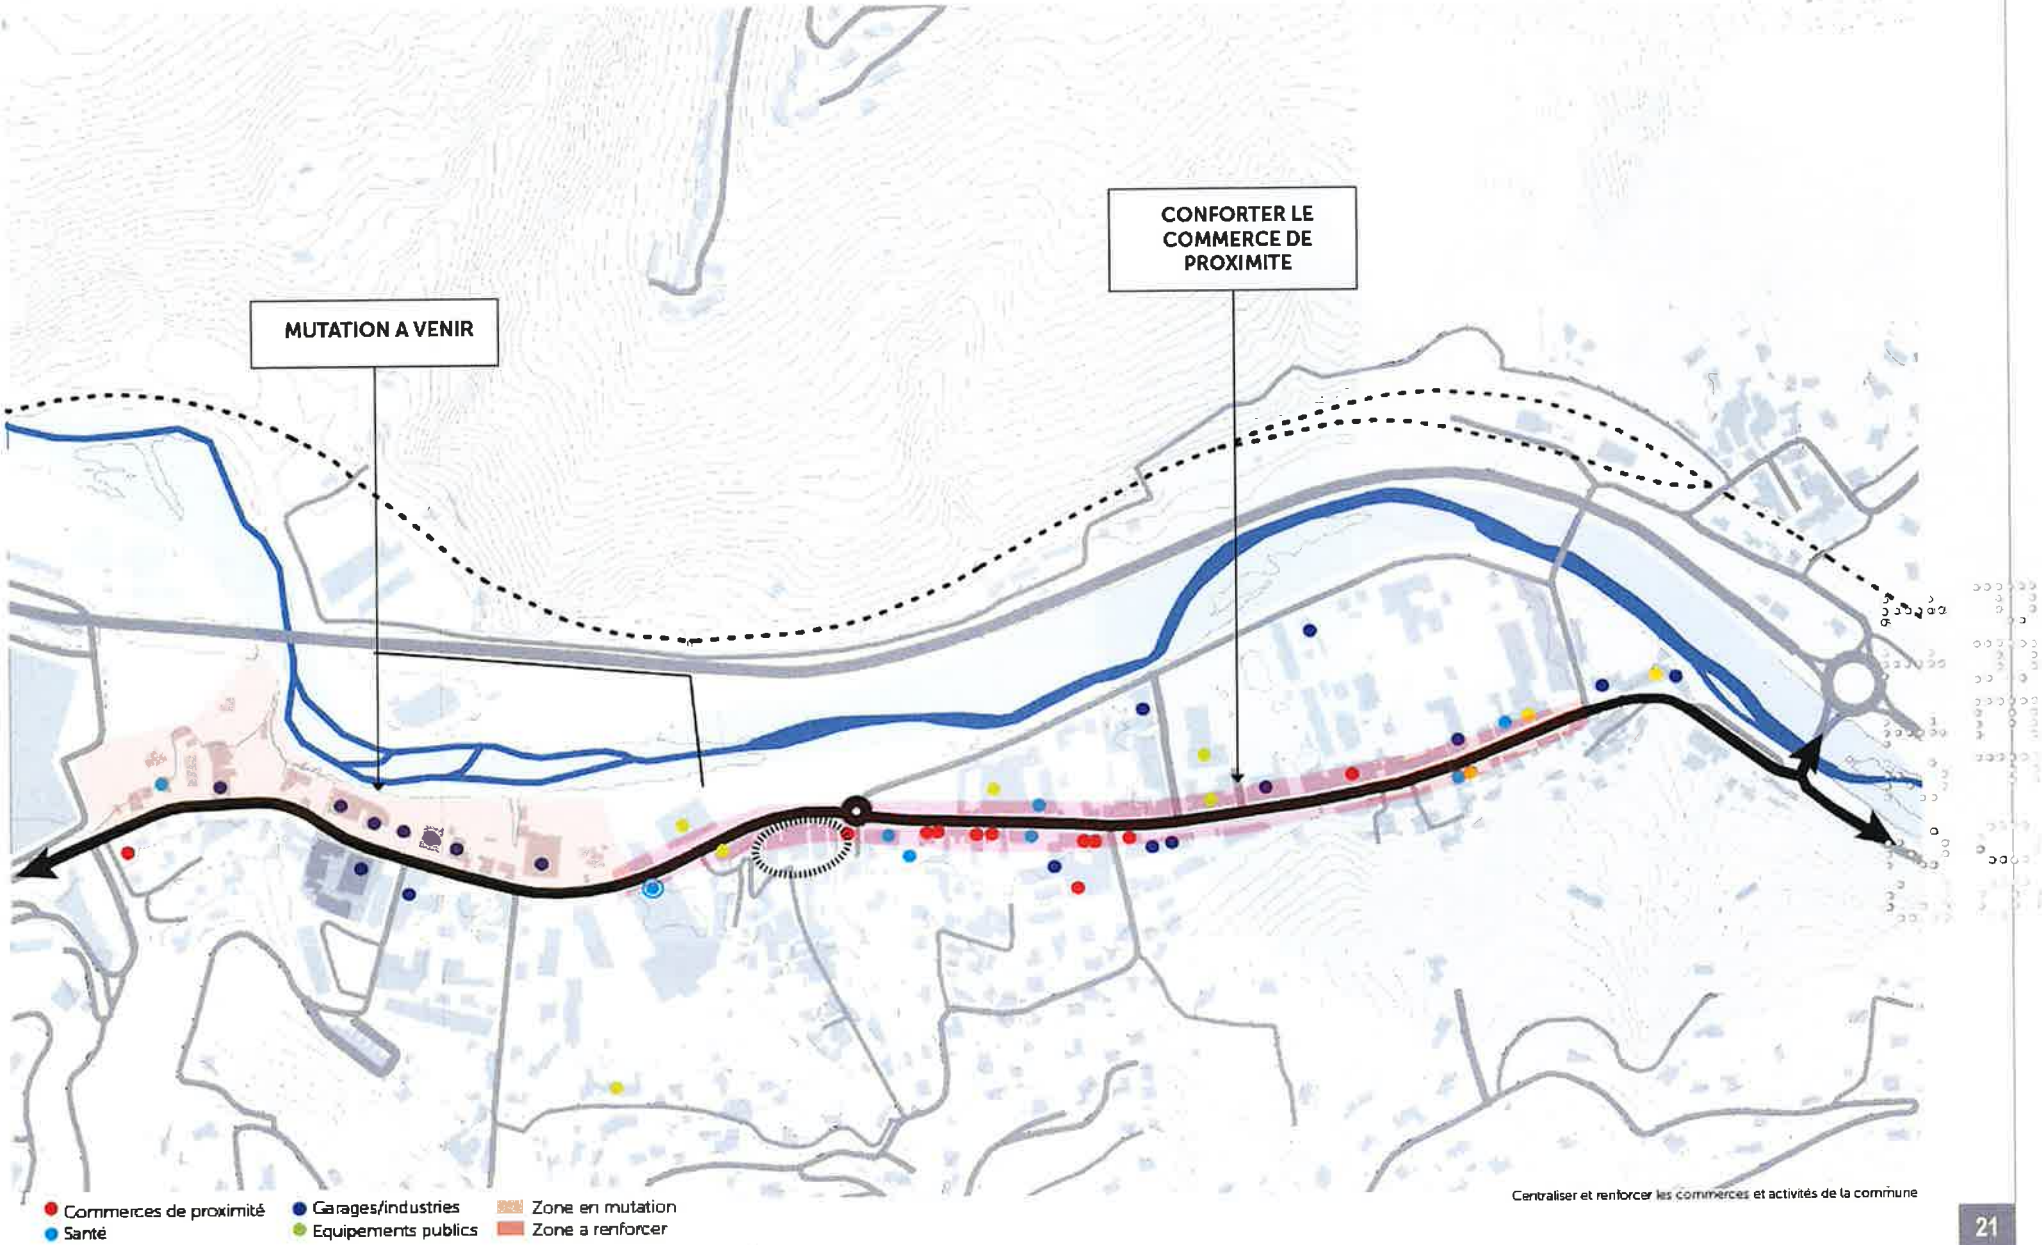 CONFORTER LE
COMMERCE DE
PROXIMITE
MUTATION A VENIR
Commerces de proximité
Santé
Garages/industries
Equipements publics
Zone en mutation
Zone a renforcer
Centraliser et renforcer les commerces et activités de la commune
21